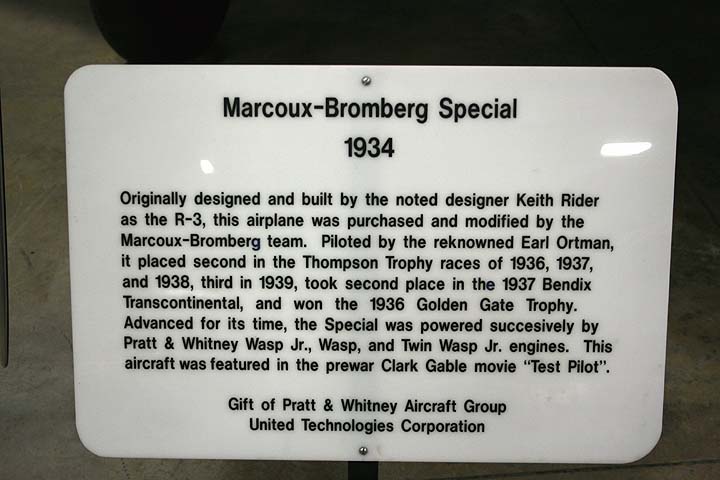 Marcoux-Bromberg Special
1934
Originally designed and built by the noted designer Keith Rider
as the R-3, this airplane was purchased and modified by the
Marcoux-Bromberg team. Piloted by the reknowned Earl Ortman,
it placed second in the Thompson Trophy races of 1936, 1937,
and 1938, third in 1939, took second place in the 1937 Bendix
Transcontinental, and won the 1936 Golden Gate Trophy.
Advanced for its time, the Special was powered succesively by
Pratt & Whitney Wasp Jr., Wasp, and Twin Wasp Jr. engines. This
aircraft was featured in the prewar Clark Gable movie “Test Pilot”.
Gift of Pratt & Whitney Aircraft Group
United Technologies Corporation